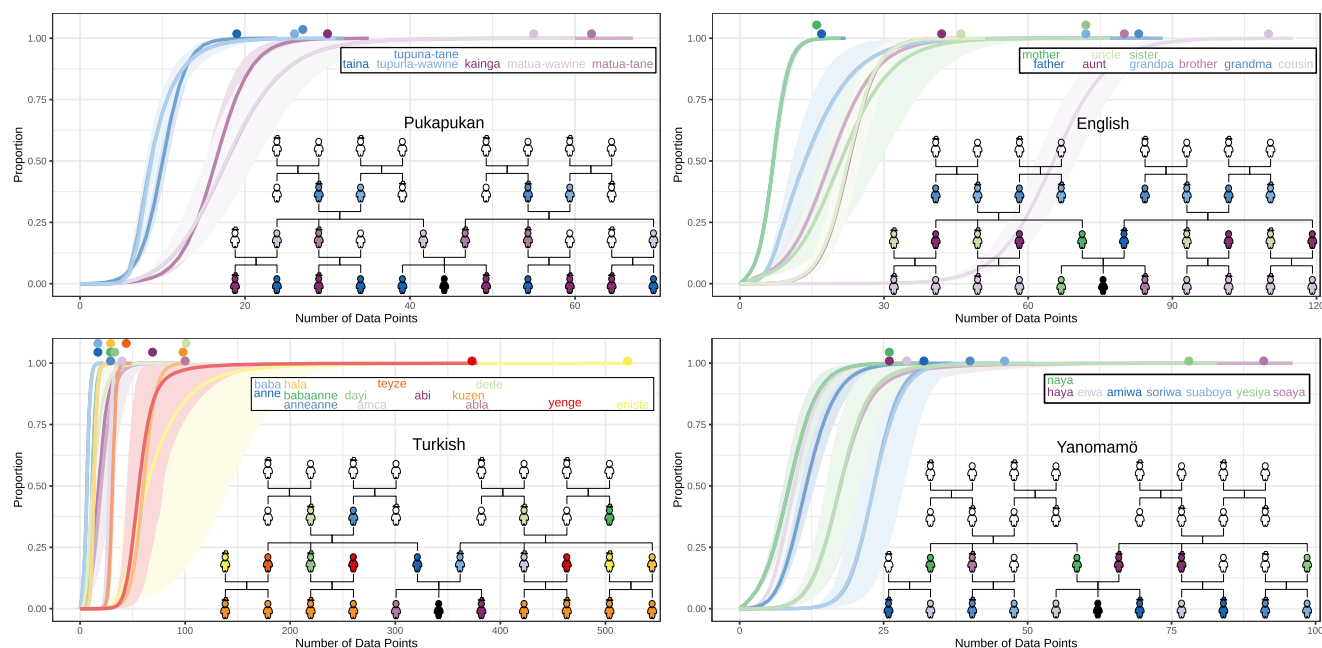 1.00
0.75
0.50
0.25
0.00
Proportion
tupuna-tane
taina tupuna-wawine kainga matua-wawine matua-tane
Pukapukan
0 20 40 60
Number of Data Points
1.00
0.75
0.50
0.25
0.00
Proportion
mother uncle sister
father aunt grandpa brother grandma cousin
English
0 30 60 90 120
Number of Data Points
1.00
0.75
0.50
0.25
0.00
Proportion
baba hala teyze dede
anne babaanne dayi abi kuzen
anneanne amca abla yenge eniste
Turkish
0 100 200 300 400 500
Number of Data Points
1.00
0.75
0.50
0.25
0.00
Proportion
naya
haya eiwa amiwa soriwa suaboya yesiya soaya
Yanomamö
0 25 50 75 100
Number of Data Points